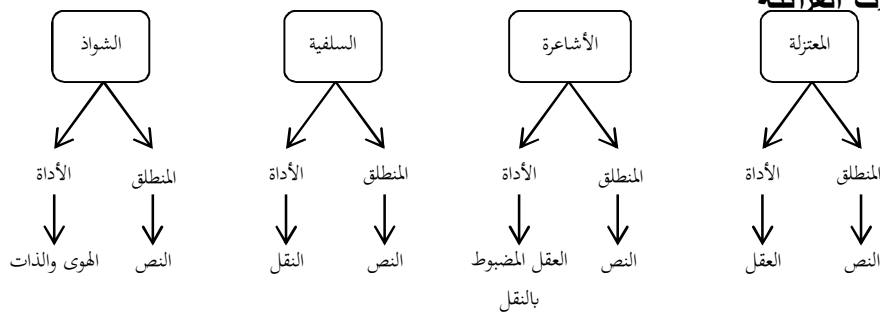 المعتزلة
الأشاعرة
السلفية
الشواذ
المنطلق
الأداة
المنطلق
الأداة
المنطلق
الأداة
المنطلق
الأداة
النص
العقل
النص
العقل المضبوط
بالنقل
النص
النقل
النص
الهوى والذات